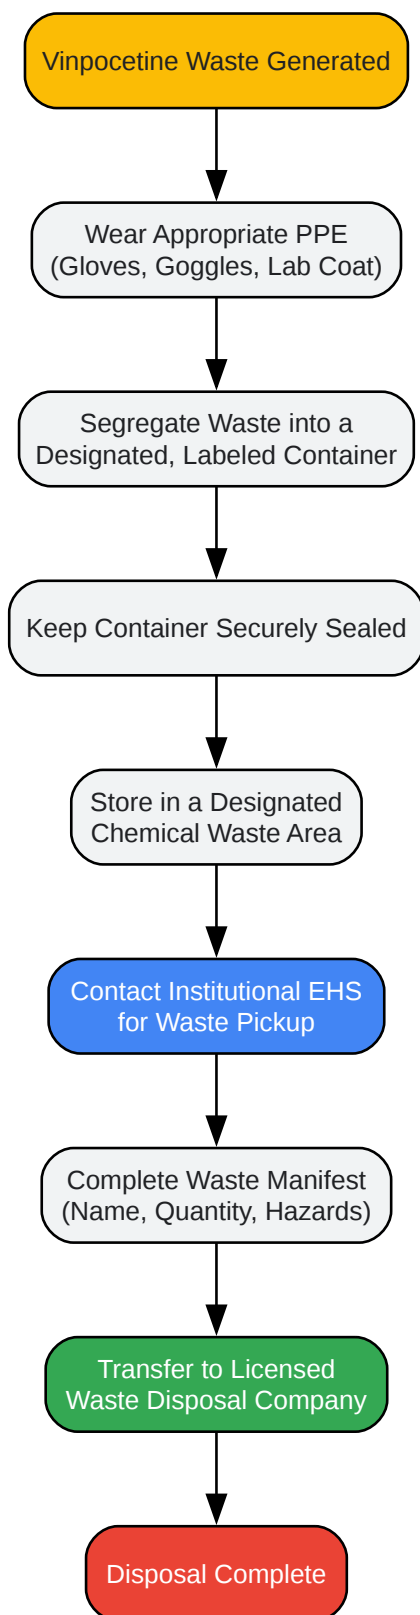 Vinpocetine Waste Generated
Wear Appropriate PPE
(Gloves, Goggles, Lab Coat)
Segregate Waste into a
Designated, Labeled Container
Keep Container Securely Sealed
Store in a Designated
Chemical Waste Area
Contact Institutional EHS
for Waste Pickup
Complete Waste Manifest
(Name, Quantity, Hazards)
Transfer to Licensed
Waste Disposal Company
Disposal Complete